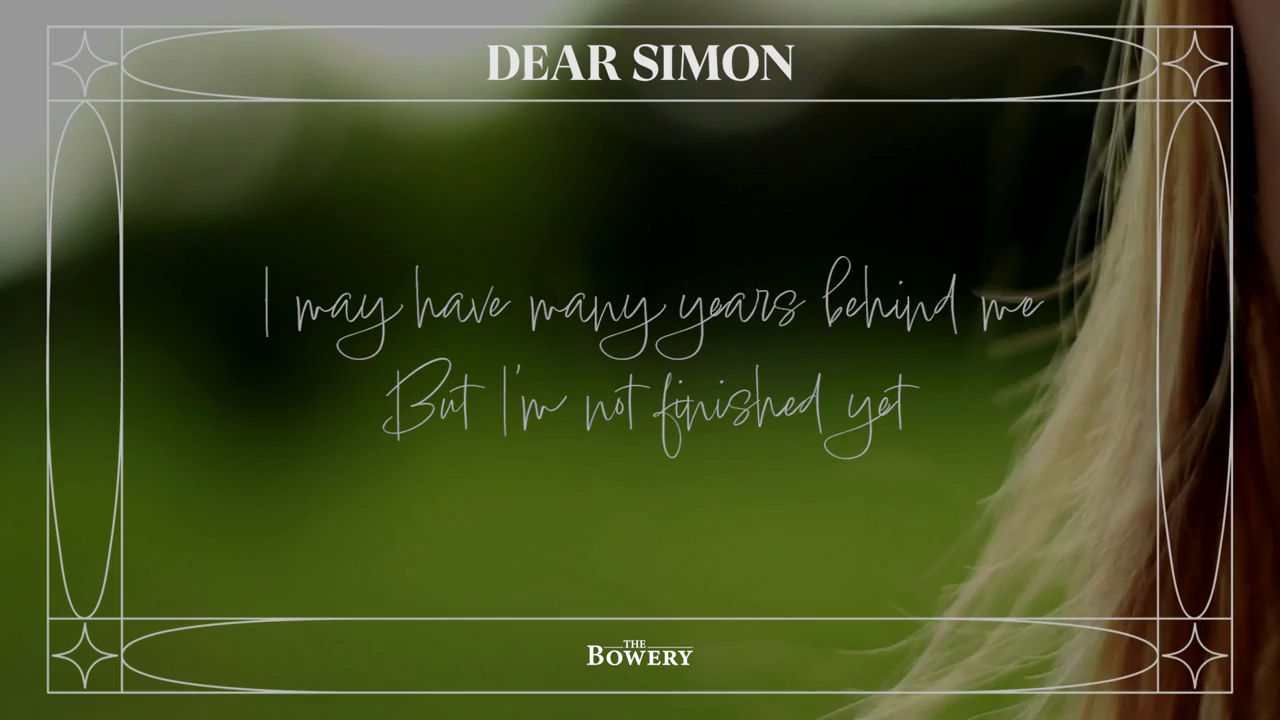 DEAR SIMON
I may have many years behind me
But I'm not finished yet
THE
BOWERY